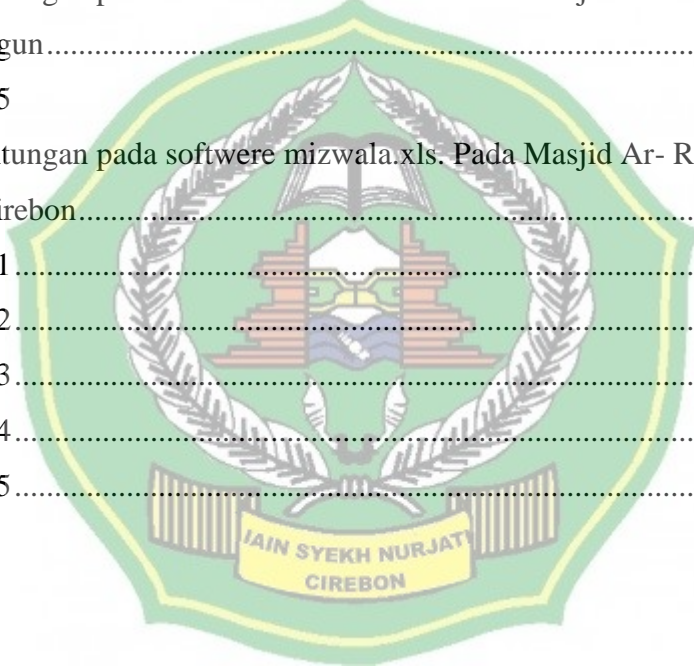 gun
5
tungan pada softwere mizwala.xls. Pada Masjid Ar- R
irebon
1
2
3
4
5
IAIN SYEKH NURJATI
CIREBON